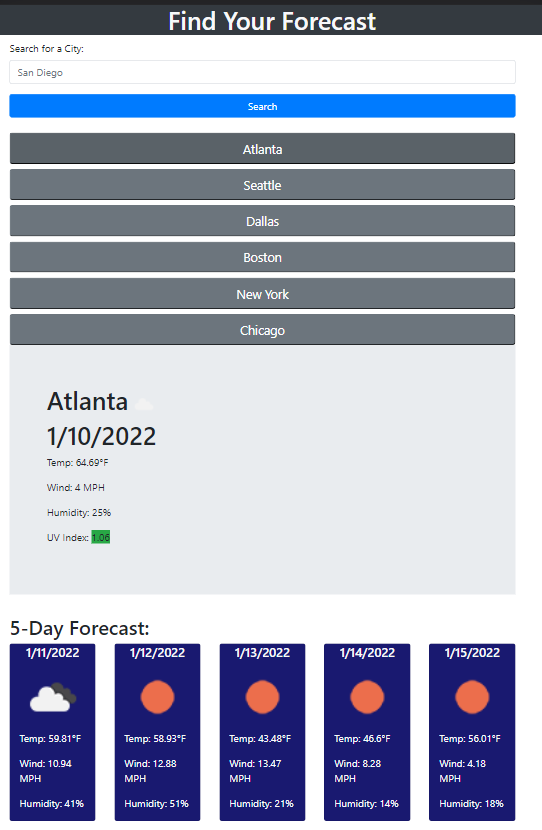 Find Your Forecast
Search for a City:
San Diego
Search
Atlanta
Seattle
Dallas
Boston
New York
Chicago
Atlanta
1/10/2022
Temp: 64.69°F
Wind: 4 MPH
Humidity: 25%
UV Index: 1.06
5-Day Forecast:
1/11/2022
Temp: 59.81°F
Wind: 10.94
MPH
Humidity: 41%
1/12/2022
Temp: 58.93°F
Wind: 12.88
MPH
Humidity: 51%
1/13/2022
Temp: 43.48°F
Wind: 13.47
MPH
Humidity: 21%
1/14/2022
Temp: 46.6°F
Wind: 8.28
MPH
Humidity: 14%
1/15/2022
Temp: 56.01°F
Wind: 4.18
MPH
Humidity: 18%